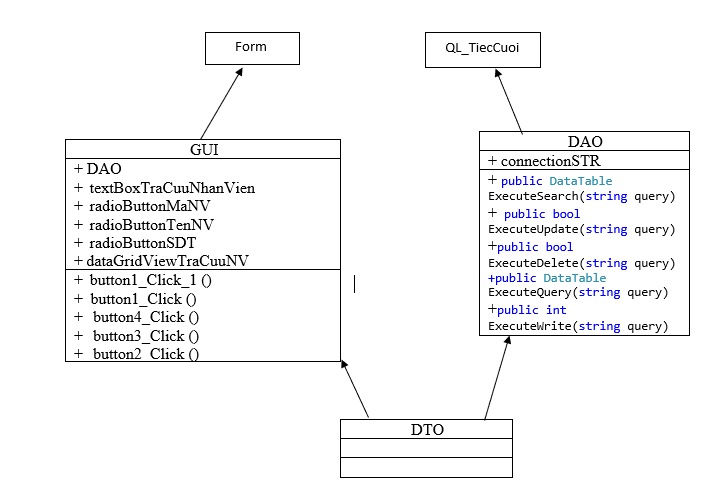 Form
QL_TiecCuoi
GUI
+ DAO
+ textBoxTraCuuNhanVien
+ radioButtonMaNV
+ radioButtonTenNV
+ radioButtonSDT
+ dataGridViewTraCuuNV
+ button1_Click_1 ()
+ button1_Click ()
+ button4_Click ()
+ button3_Click ()
+ button2_Click ()
DAO
+ connectionSTR
+ public DataTable
ExecuteSearch(string query)
+ public bool
ExecuteUpdate(string query)
+public bool
ExecuteDelete(string query)
+public DataTable
ExecuteQuery(string query)
+public int
ExecuteWrite(string query)
DTO